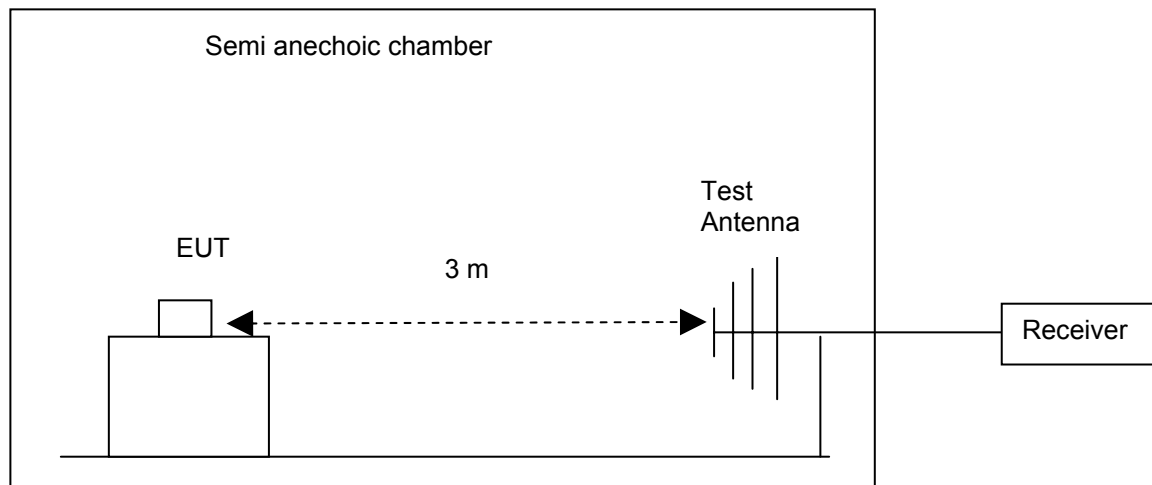 Semi anechoic chamber
Test
Antenna
EUT
3 m
Receiver